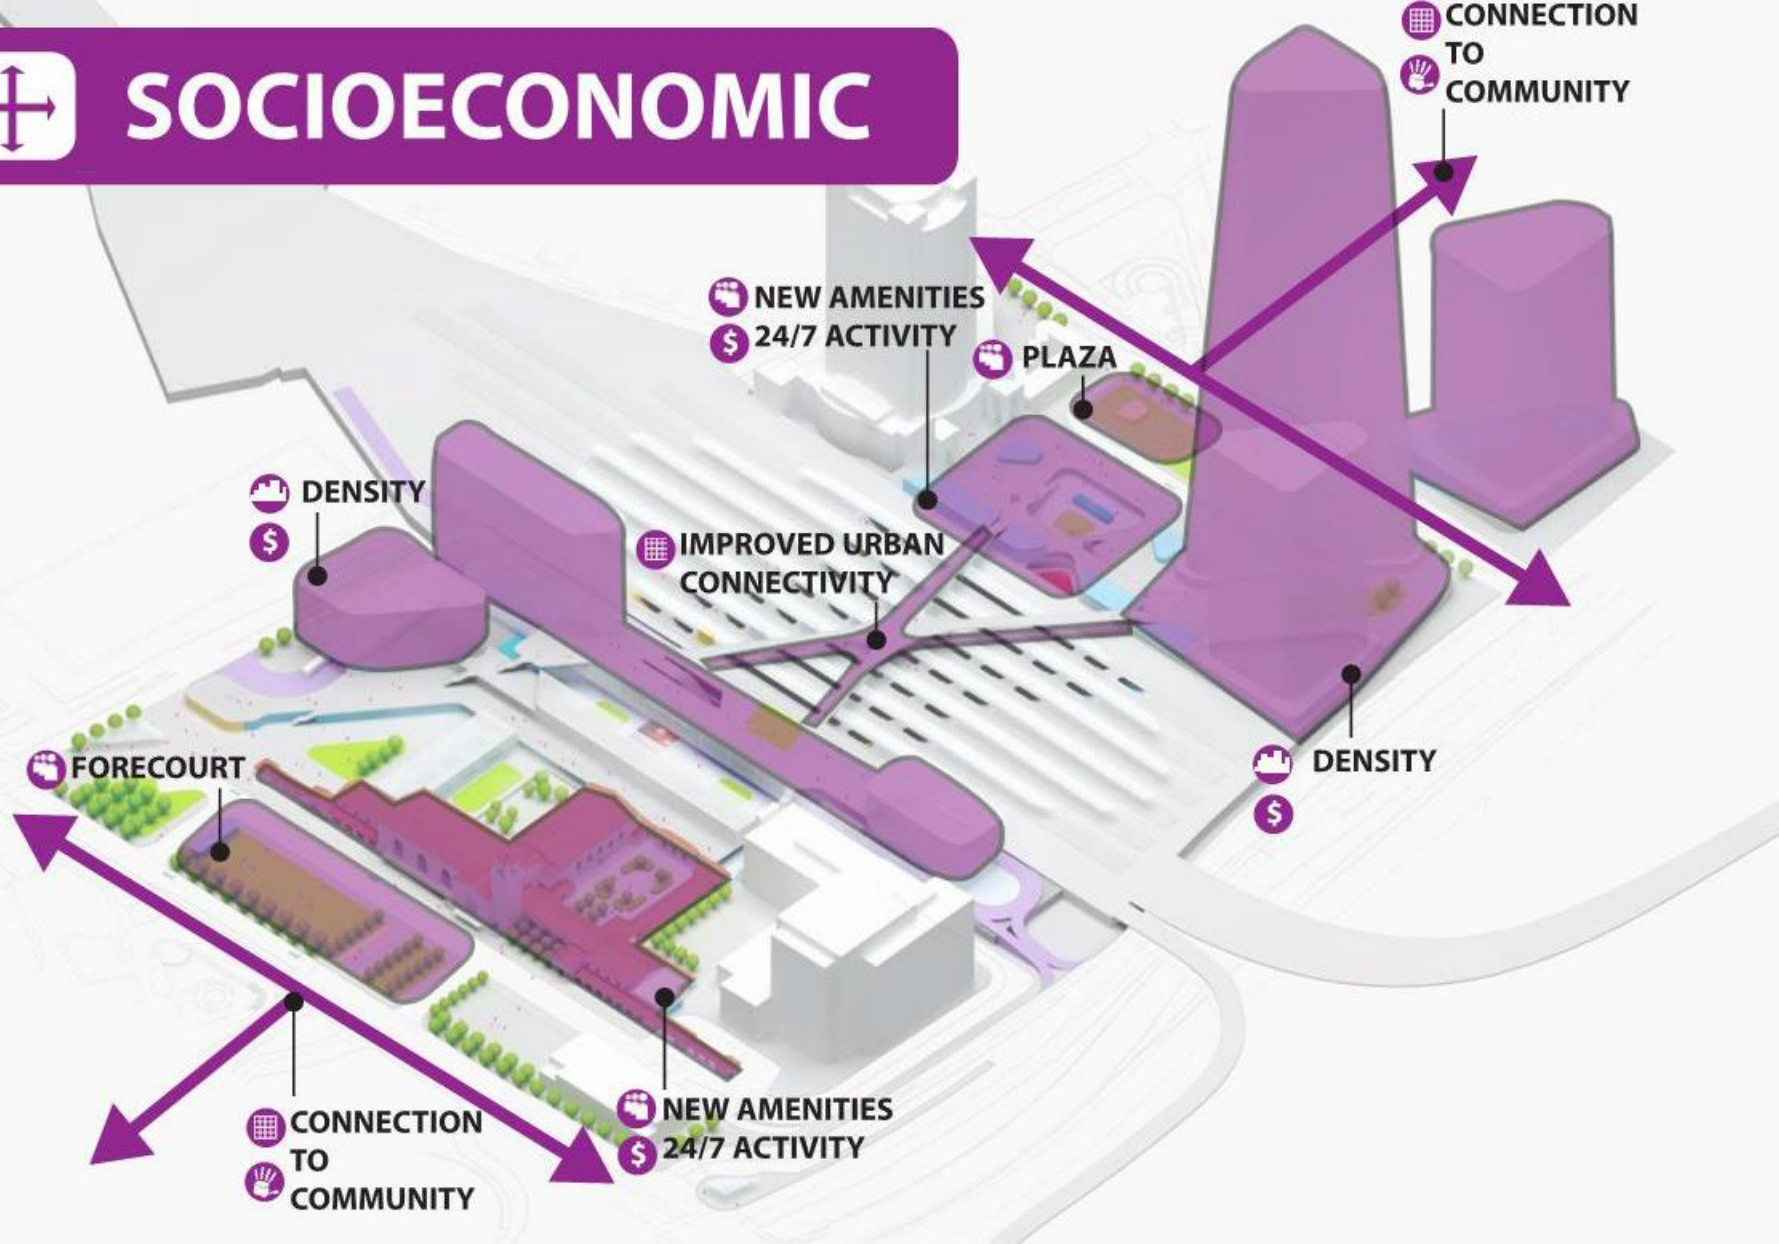 SOCIOECONOMIC
CONNECTION
TO
COMMUNITY
NEW AMENITIES
24/7 ACTIVITY
PLAZA
DENSITY
$
IMPROVED URBAN
CONNECTIVITY
FORECOURT
DENSITY
$
CONNECTION
TO
COMMUNITY
NEW AMENITIES
$ 24/7 ACTIVITY